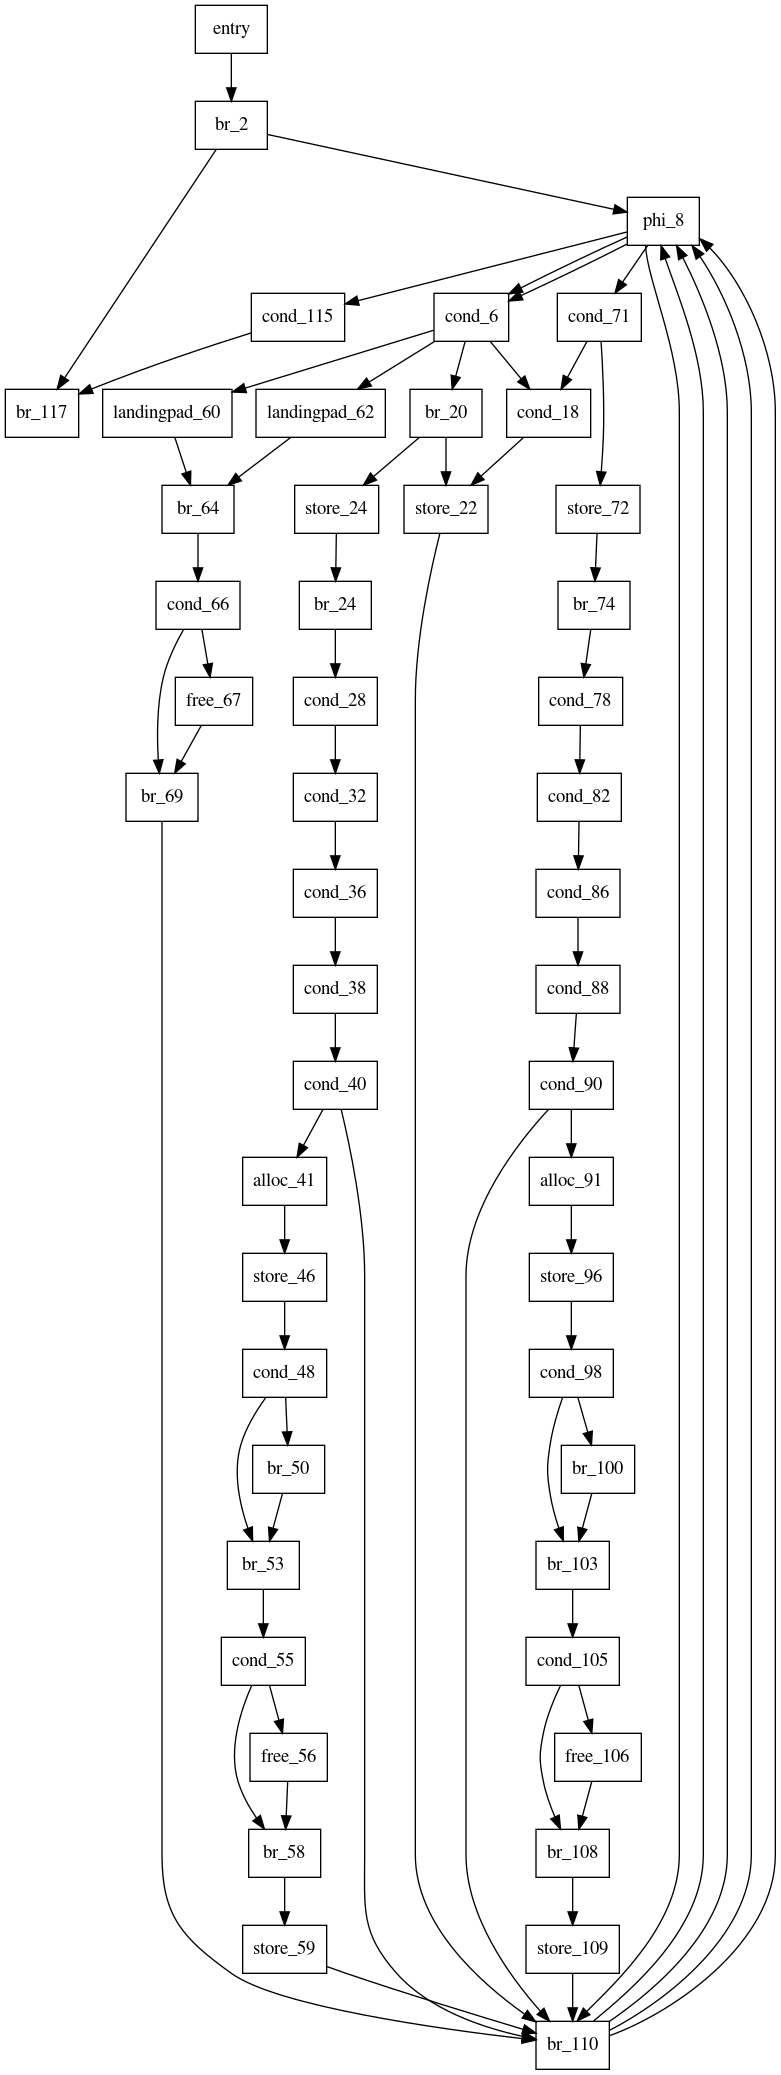 entry
br_2
phi_8
cond_115
cond_6
cond_71
br_117
landingpad_60
landingpad_62
br_20
cond_18
br_64
store_24
store_22
store_72
cond_66
br_24
br_74
free_67
cond_28
cond_78
br_69
cond_32
cond_82
cond_36
cond_86
cond_38
cond_88
cond_40
cond_90
alloc_41
alloc_91
store_46
store_96
cond_48
cond_98
br_50
br_100
br_53
br_103
cond_55
cond_105
free_56
free_106
br_58
br_108
store_59
store_109
br_110